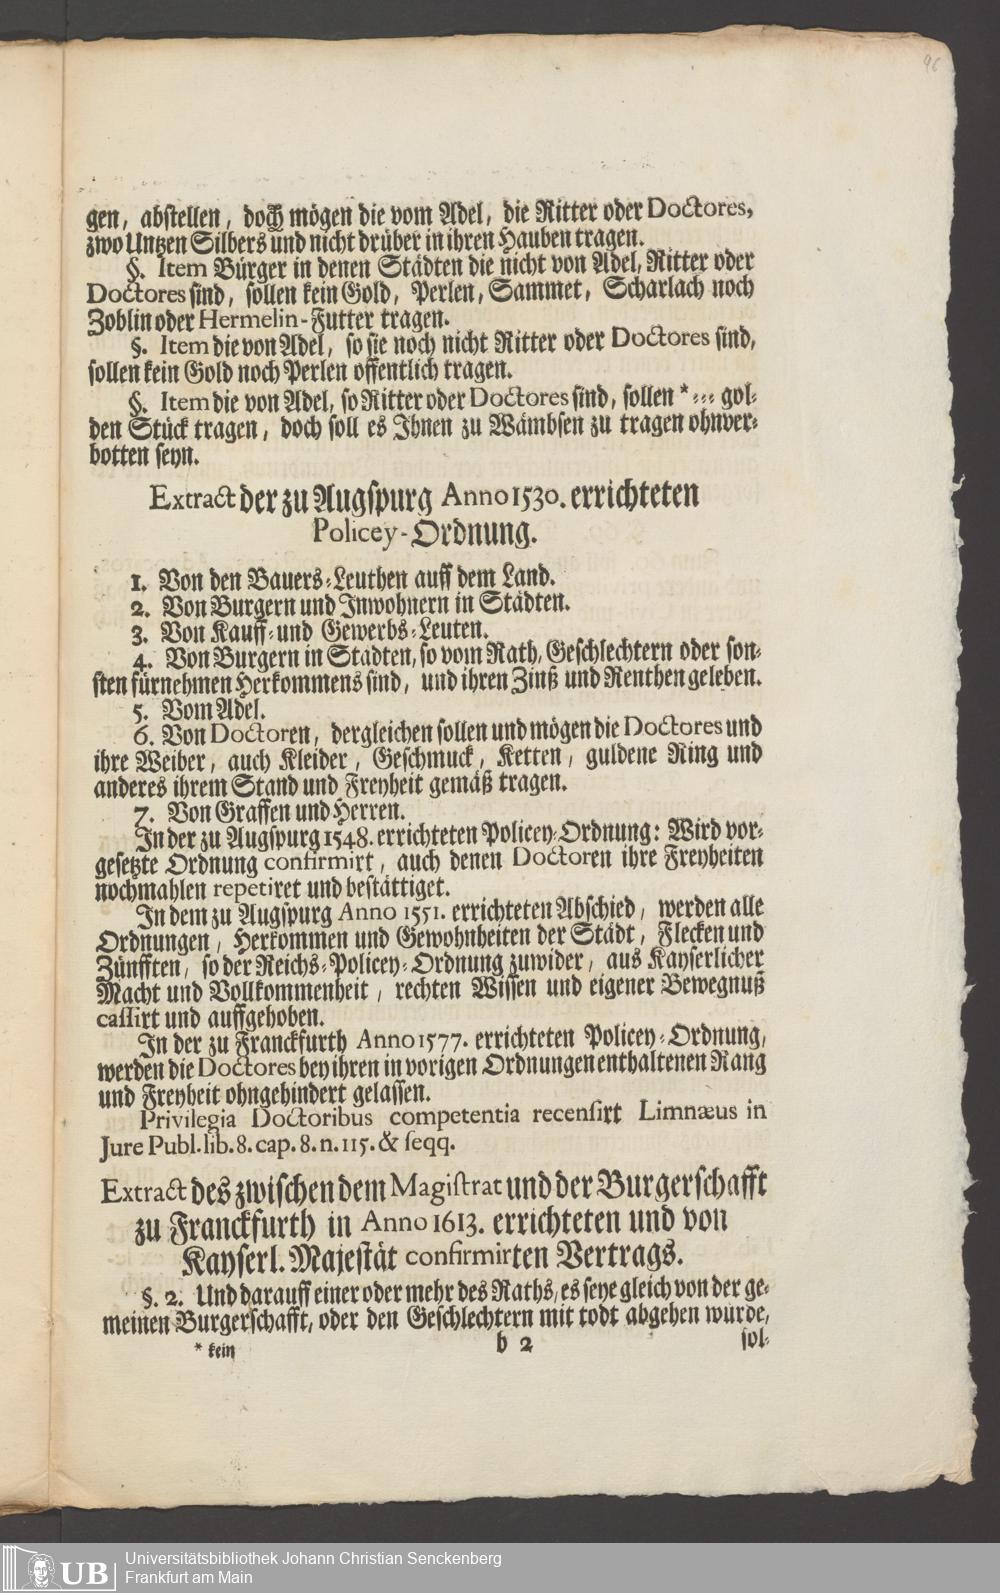 96
gen, abstellen, doch mögen die vom Adel, die Ritter oder Doctores,
zwo Untzen Silbers und nicht drüber in ihren Hauben tragen.
§. Item Bürger in denen Städten die nicht von Adel, Ritter oder
Doctores sind, sollen kein Gold, Perlen, Sammet, Scharlach noch
Zoblin oder Hermelin-Futter tragen.
§. Item die von Adel, so sie noch nicht Ritter oder Doctores sind,
sollen kein Gold noch Perlen offentlich tragen.
§. Item die von Adel, so Ritter oder Doctores sind, sollen *--- gol-
den Stück tragen, doch soll es Ihnen zu Wämbsen zu tragen ohnver-
botten seyn.
Extract der zu Augspurg Anno 1530. errichteten
Policey-Ordnung.
1. Von den Bauers-Leuthen auff dem Land.
2. Von Burgern und Inwohnern in Städten.
3. Von Kauff- und Gewerbs-Leuten.
4. Von Burgern in Städten, so vom Rath, Geschlechtern oder son-
sten fürnehmen Herkommens sind, und ihren Zinß und Renthen geleben.
5. Vom Adel.
6. Von Doctoren, dergleichen sollen und mögen die Doctores und
ihre Weiber, auch Kleider, Geschmuck, Ketten, guldene Ring und
anderes ihrem Stand und Freyheit gemäß tragen.
7. Von Graffen und Herren.
In der zu Augspurg 1548. errichteten Policey-Ordnung: Wird vor-
gesetzte Ordnung confirmirt, auch denen Doctoren ihre Freyheiten
nochmahlen repetiret und bestättiget.
In dem zu Augspurg Anno 1551. errichteten Abschied, werden alle
Ordnungen, Herkommen und Gewohnheiten der Städt, Flecken und
Zünfften, so der Reichs-Policey-Ordnung zuwider, aus Kayserlicher
Macht und Vollkommenheit, rechten Wissen und eigener Bewegnuß
cassirt und auffgehoben.
In der zu Franckfurth Anno 1577. errichteten Policey-Ordnung,
werden die Doctores bey ihren in vorigen Ordnungen enthaltenen Rang
und Freyheit ohngehindert gelassen.
Privilegia Doctoribus competentia recensirt Limnæus in
Jure Publ. lib. 8. cap. 8. n. 115. & seqq.
Extract des zwischen dem Magistrat und der Burgerschafft
zu Franckfurth in Anno 1613. errichteten und von
Kayserl. Majestät confirmirten Vertrags.
§. 2. Und darauff einer oder mehr des Raths, es seye gleich von der ge-
meinen Burgerschafft, oder den Geschlechtern mit todt abgehen würde,
* kein b 2 sol-
UB Universitätsbibliothek Johann Christian Senckenberg
Frankfurt am Main